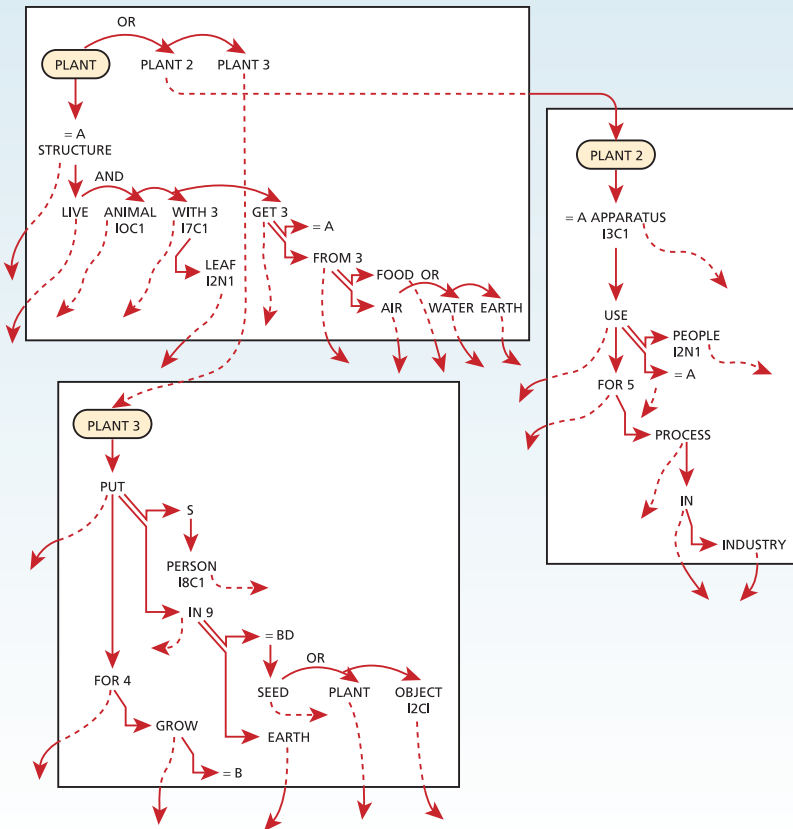 OR
PLANT
PLANT 2
PLANT 3
= A
STRUCTURE
AND
LIVE
ANIMAL
IOC1
WITH 3
I7C1
GET 3
= A
LEAF
I2N1
FROM 3
FOOD OR
AIR
WATER
EARTH
PLANT 2
= A APPARATUS
I3C1
USE
PEOPLE
I2N1
= A
FOR 5
PROCESS
IN
INDUSTRY
PLANT 3
PUT
S
PERSON
I8C1
IN 9
= BD
OR
SEED
PLANT
OBJECT
I2CI
FOR 4
GROW
EARTH
= B